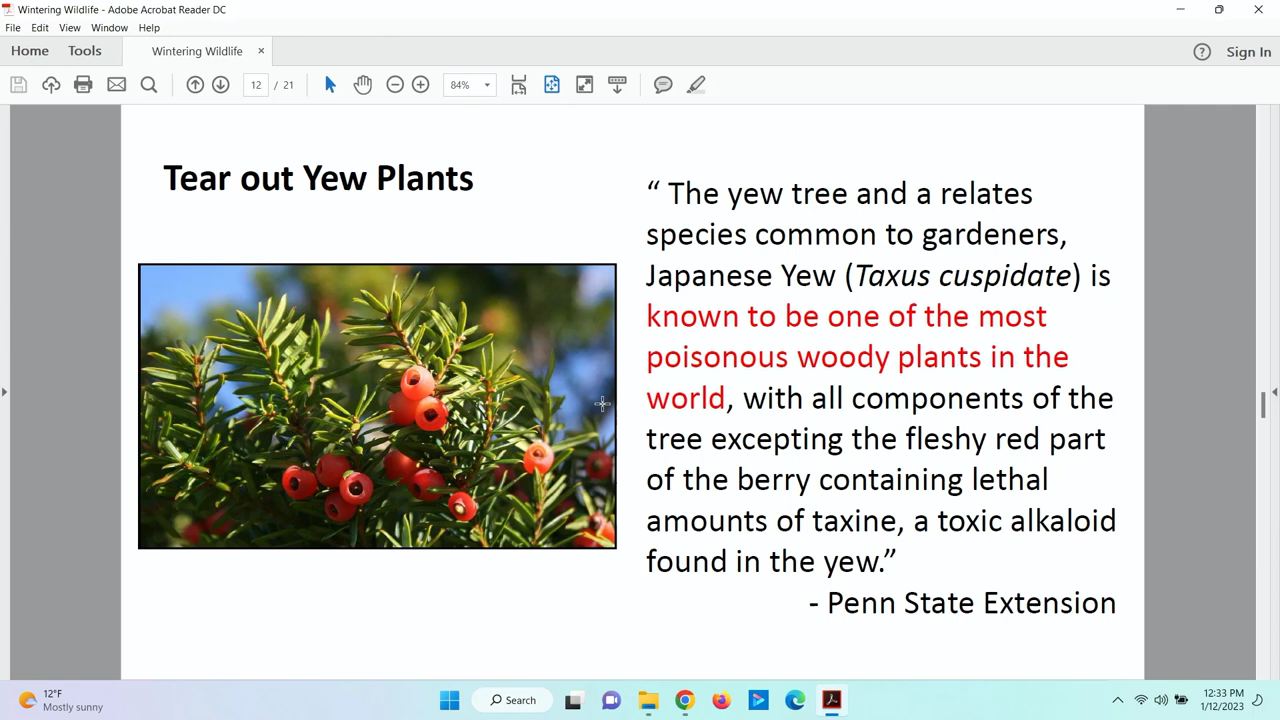 Wintering Wildlife - Adobe Acrobat Reader DC
File Edit View Window Help
Home Tools Wintering Wildlife × Sign In
12 / 21 84%
Tear out Yew Plants
“ The yew tree and a relates
species common to gardeners,
Japanese Yew (Taxus cuspidate) is
known to be one of the most
poisonous woody plants in the
world, with all components of the
tree excepting the fleshy red part
of the berry containing lethal
amounts of taxine, a toxic alkaloid
found in the yew.”
- Penn State Extension
12°F
Mostly sunny
Search
12:33 PM
1/12/2023